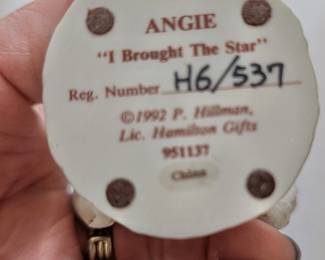 ANGIE
"I Brought The Star"
Reg. Number H6/537
©1992 P. Hillman,
Lic. Hamilton Gifts
951137
China